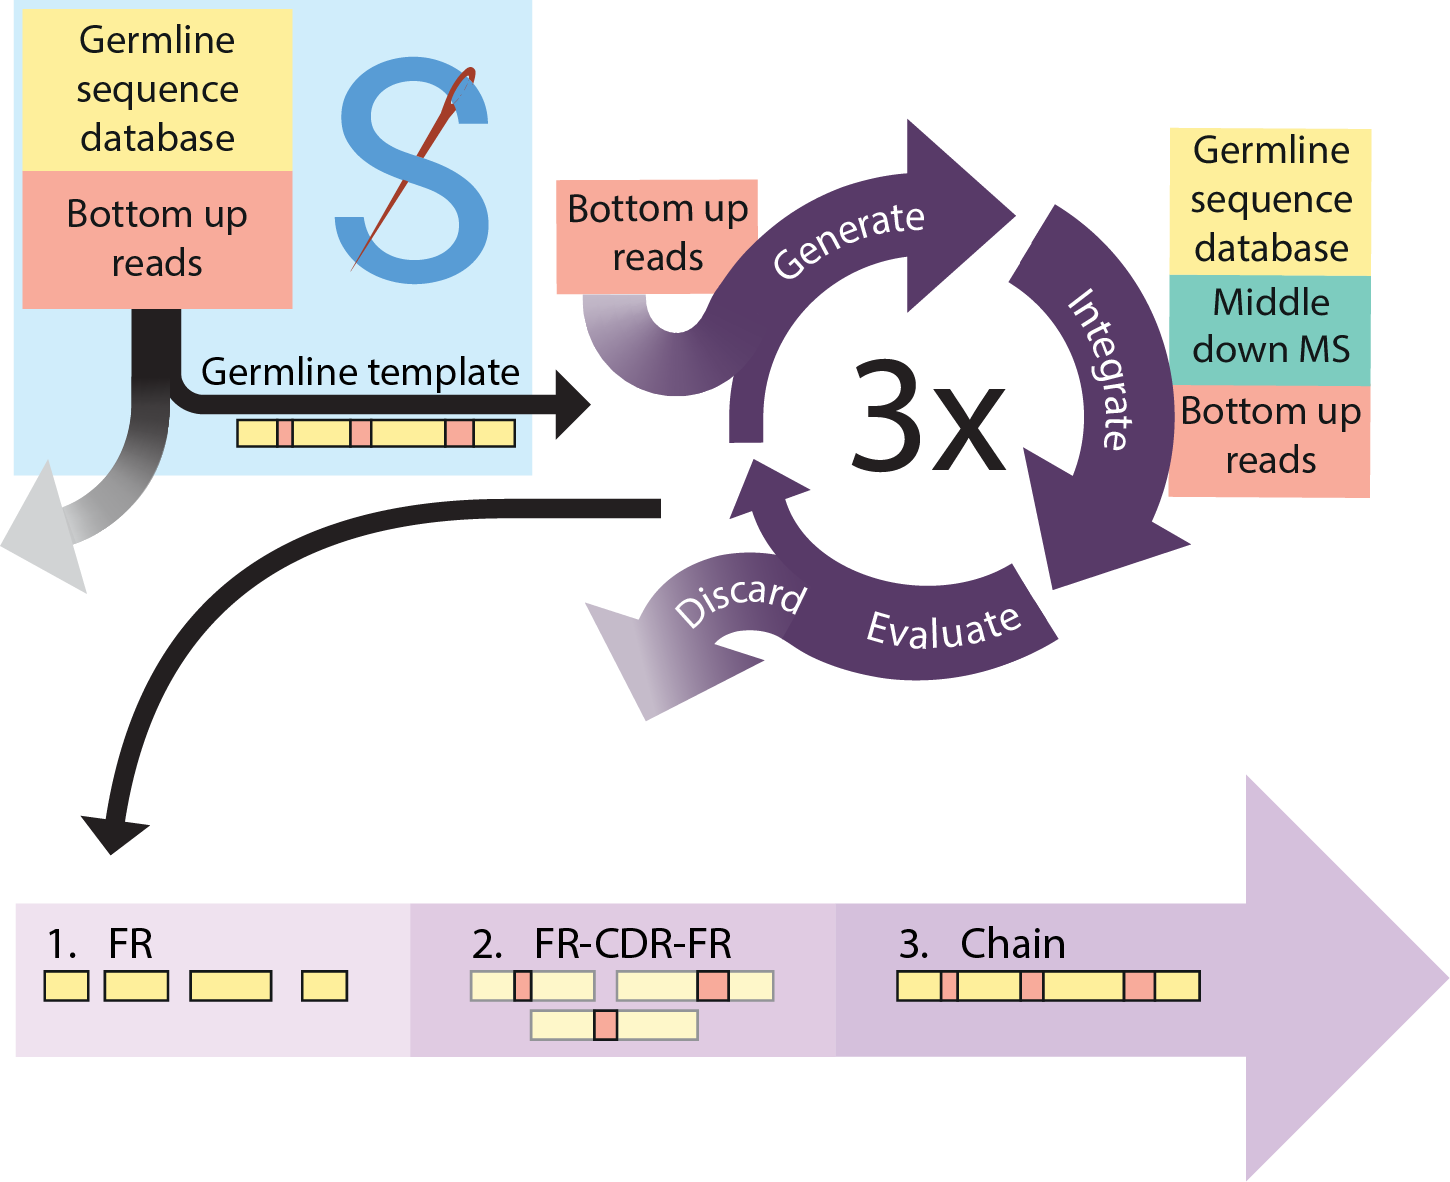 Germline
sequence
database
Bottom up
reads
S
Germline template
Bottom up
reads
Generate
Integrate
Evaluate
Discard
3x
Germline
sequence
database
Middle
down MS
Bottom up
reads
1. FR
2. FR-CDR-FR
3. Chain